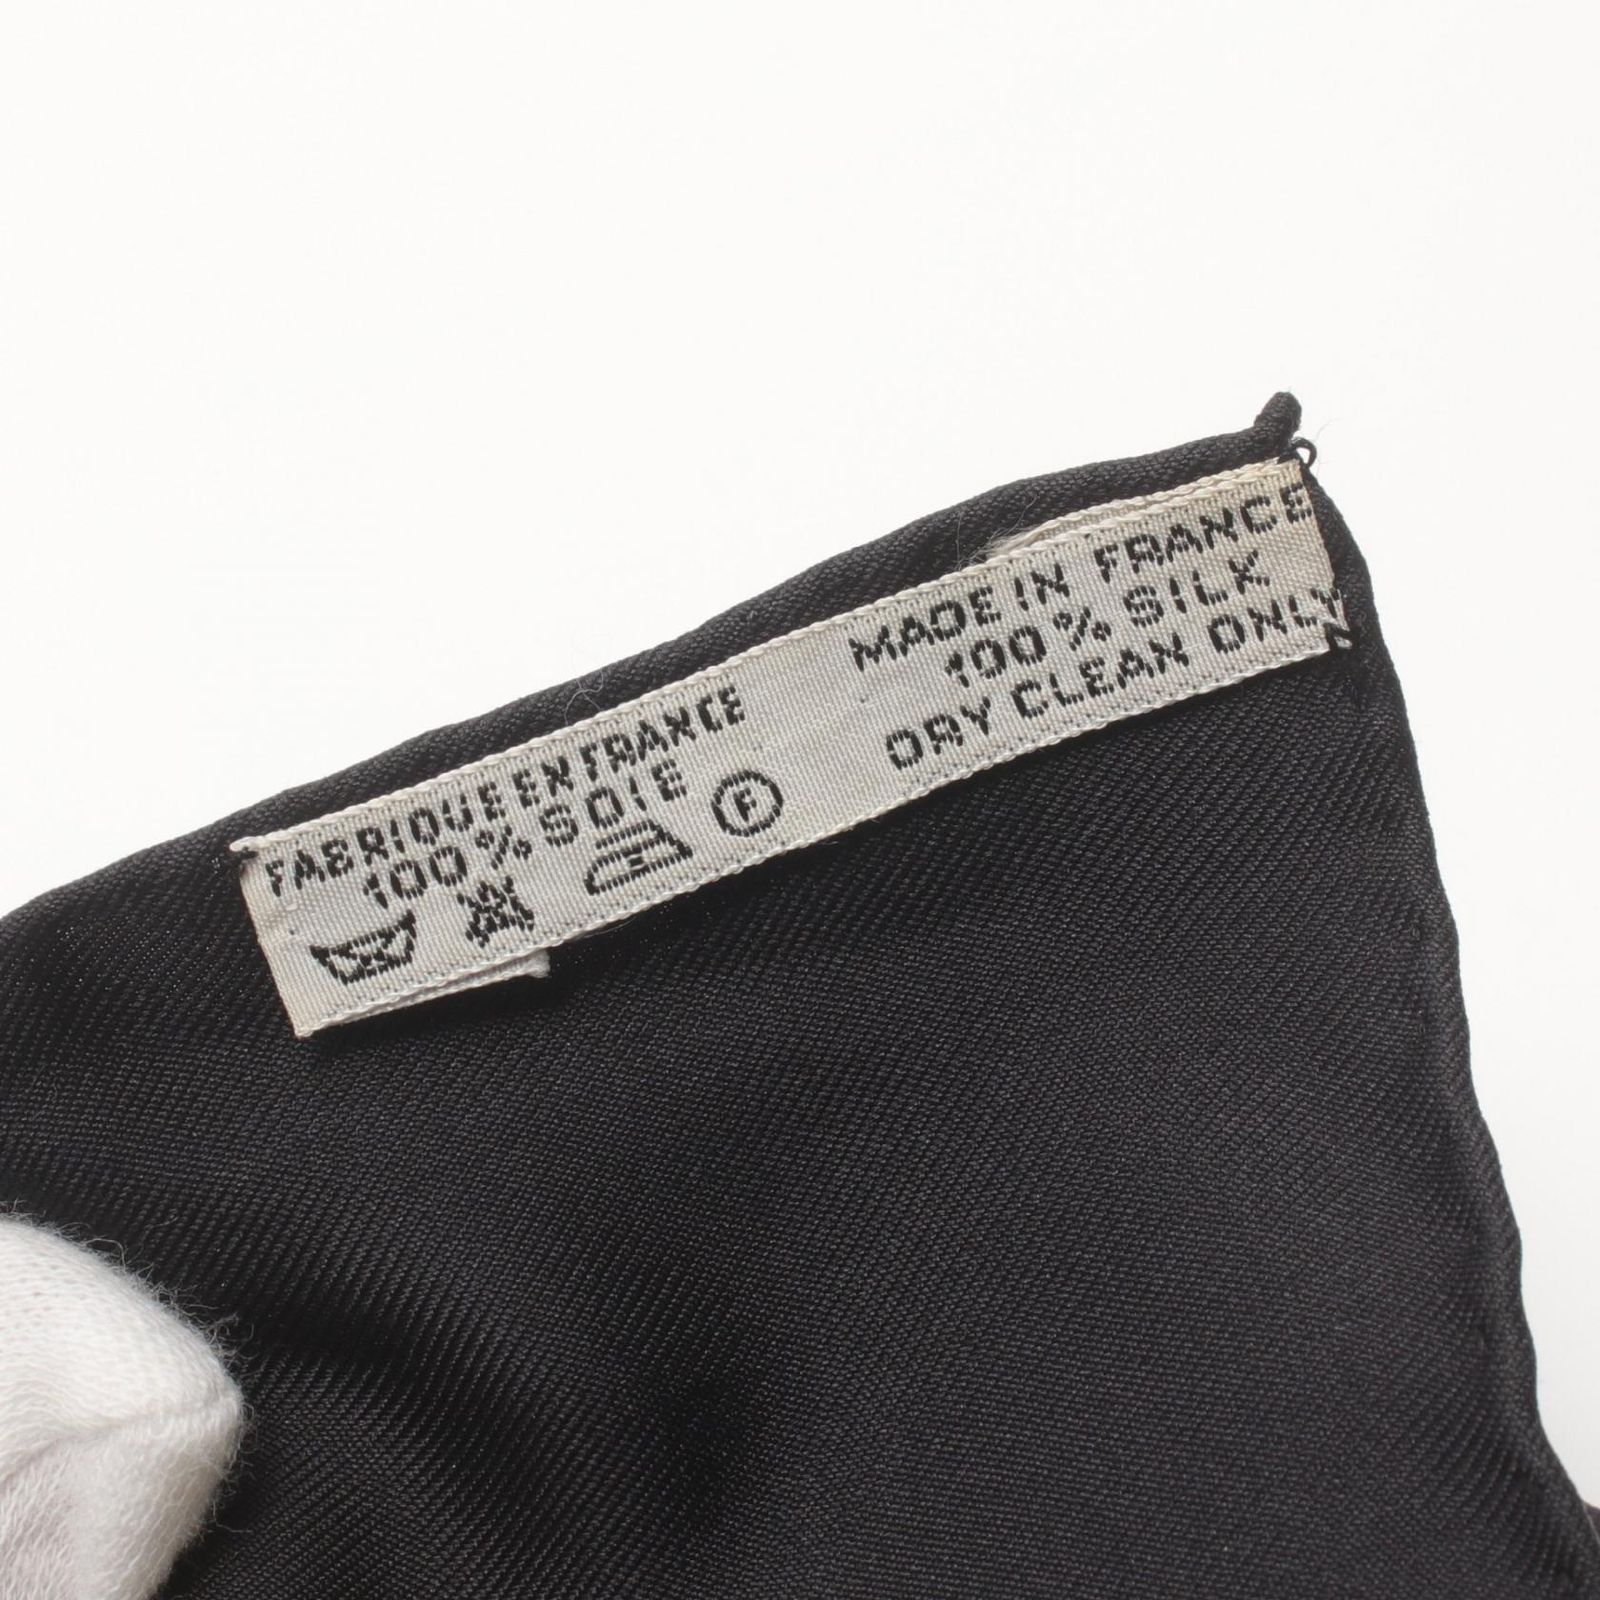 FABRIQUE EN FRANCE
100 % SOIE
F
MADE IN FRANCE
100 % SILK
DRY CLEAN ONLY